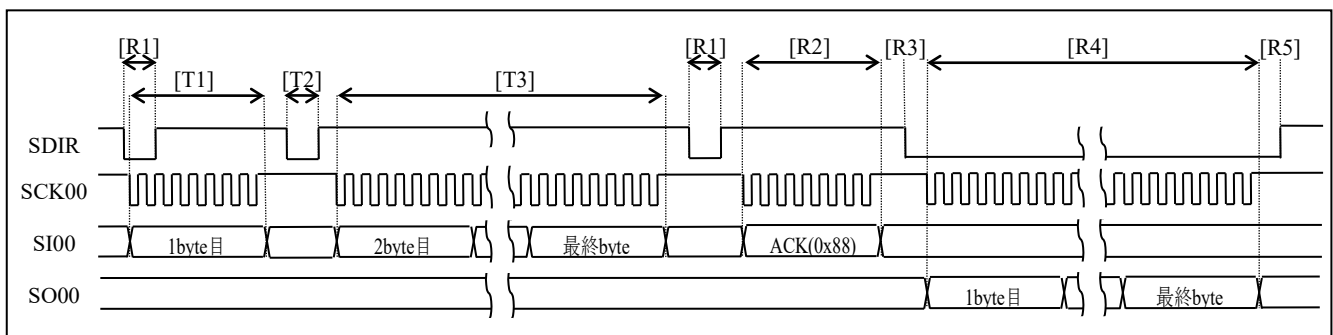 [R1] [R1] [R2] [R3] [R4] [R5]
[T1] [T2] [T3]
SDIR
SCK00
SI00 1byte目 2byte目 最終byte ACK(0x88)
SO00 1byte目 最終byte